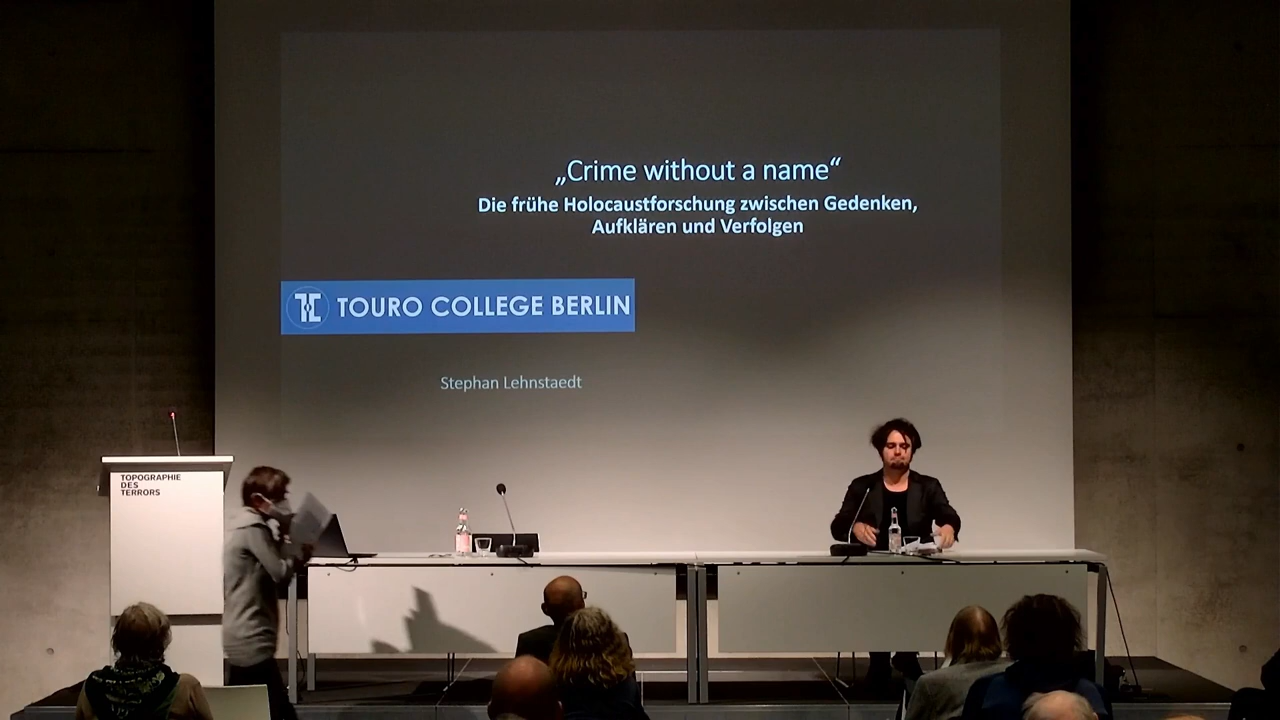 „Crime without a name“
Die frühe Holocaustforschung zwischen Gedenken,
Aufklären und Verfolgen
TC TOURO COLLEGE BERLIN
Stephan Lehnstaedt
TOPOGRAPHIE
DES
TERRORS